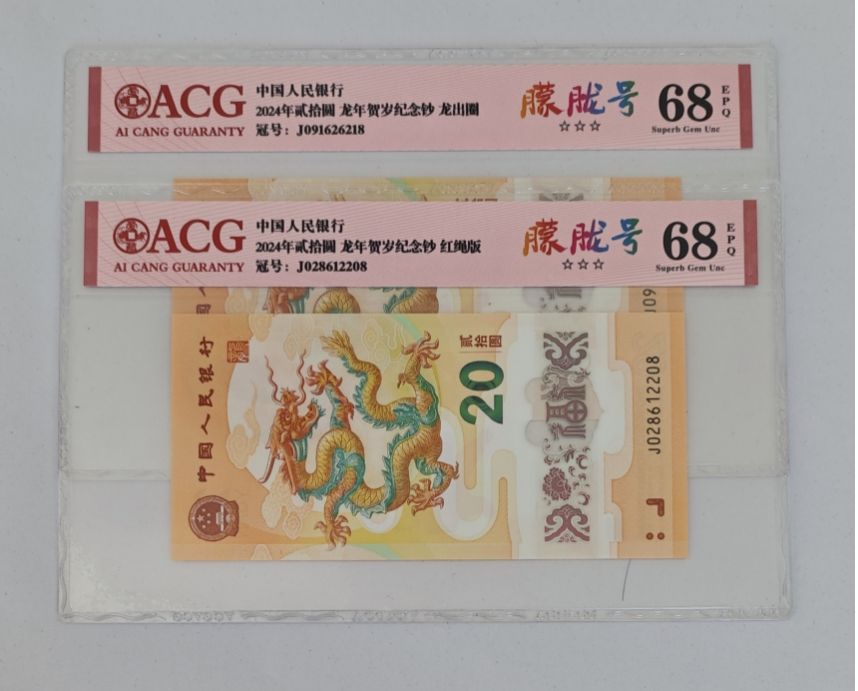 ACG
AI CANG GUARANTY
中国人民银行
2024年贰拾圆 龙年贺岁纪念钞 龙出圈
冠号：J091626218
朦胧号
☆☆☆
68
EPQ
Superb Gem Unc
ACG
AI CANG GUARANTY
中国人民银行
2024年贰拾圆 龙年贺岁纪念钞 红绳版
冠号：J028612208
朦胧号
☆☆☆
68
EPQ
Superb Gem Unc
J09
中国人民银行
贰拾圆
20
J028612208